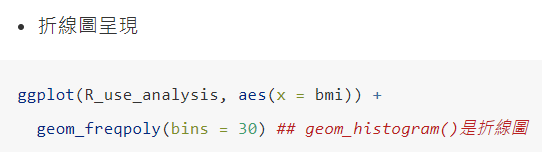 • 折線圖呈現
ggplot(R_use_analysis, aes(x = bmi)) +
  geom_freqpoly(bins = 30) ## geom_histogram()是折線圖